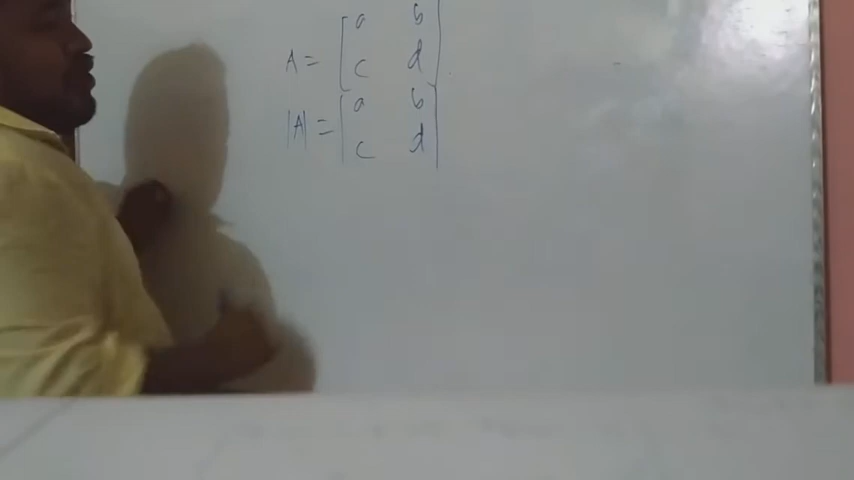 A = [ a b
c d ]
|A| = | a b
c d |